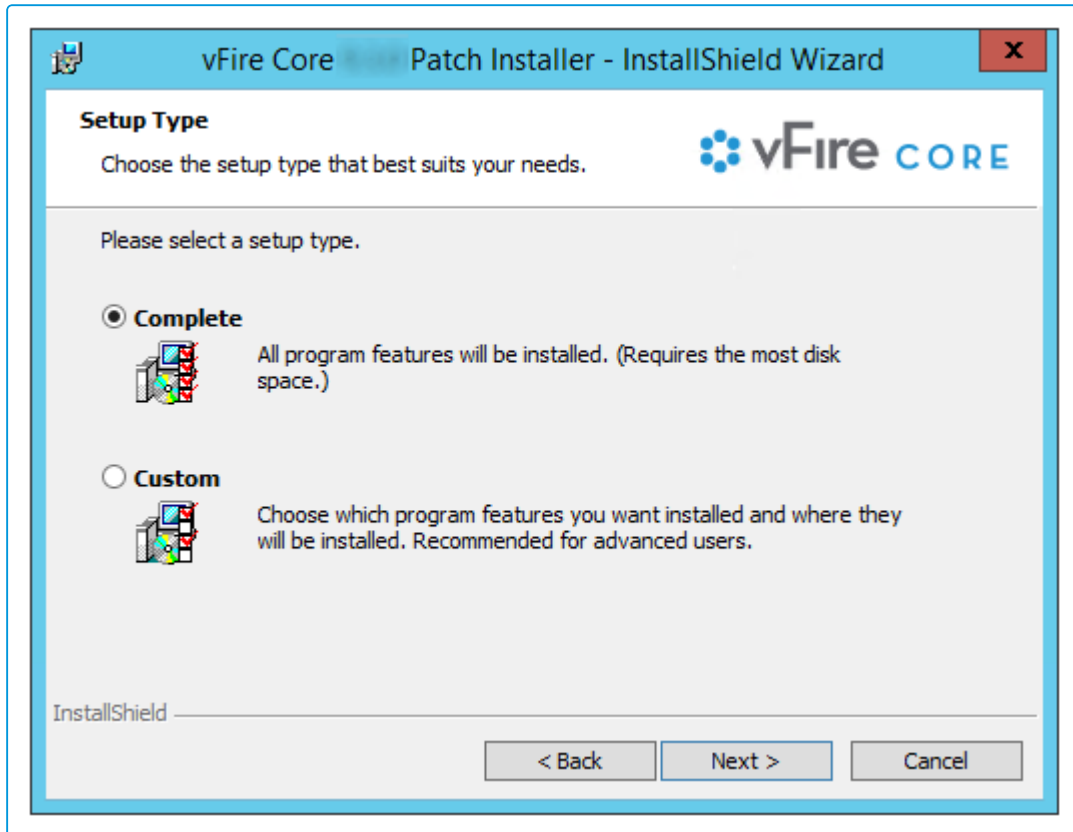 vFire Core Patch Installer - InstallShield Wizard
x
Setup Type
Choose the setup type that best suits your needs.
vFire CORE
Please select a setup type.
Complete
All program features will be installed. (Requires the most disk
space.)
Custom
Choose which program features you want installed and where they
will be installed. Recommended for advanced users.
InstallShield
< Back
Next >
Cancel